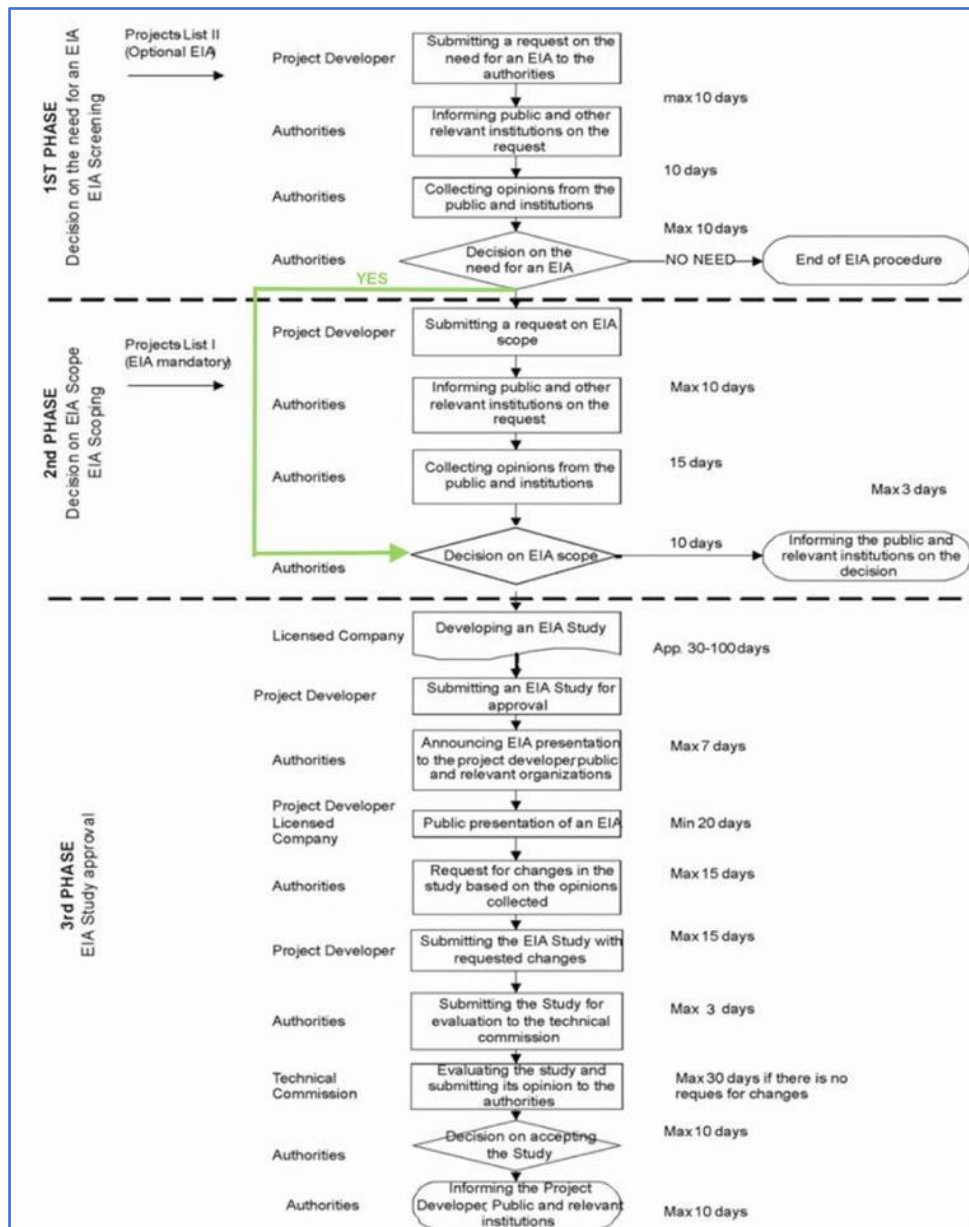 1ST PHASE
Decision on the need for an EIA
EIA Screening
Projects List II
(Optional EIA)
Project Developer
Submitting a request on the
need for an EIA to the
authorities
max 10 days
Authorities
Informing public and other
relevant institutions on the
request
10 days
Authorities
Collecting opinions from the
public and institutions
Max 10 days
Authorities
Decision on the
need for an EIA
NO NEED
End of EIA procedure
YES
2nd PHASE
Decision on EIA Scope
EIA Scoping
Projects List I
(EIA mandatory)
Project Developer
Submitting a request on EIA
scope
Authorities
Informing public and other
relevant institutions on the
request
Max 10 days
Authorities
Collecting opinions from the
public and institutions
15 days
Max 3 days
Authorities
Decision on EIA scope
10 days
Informing the public and
relevant institutions on the
decision
3rd PHASE
EIA Study approval
Licensed Company
Developing an EIA Study
App. 30-100 days
Project Developer
Submitting an EIA Study for
approval
Authorities
Announcing EIA presentation
to the project developer,public
and relevant organizations
Max 7 days
Project Developer
Licensed
Company
Public presentation of an EIA
Min 20 days
Authorities
Request for changes in the
study based on the opinions
collected
Max 15 days
Project Developer
Submitting the EIA Study with
requested changes
Max 15 days
Authorities
Submitting the Study for
evaluation to the technical
commission
Max 3 days
Technical
Commission
Evaluating the study and
submitting its opinion to the
authorities
Max 30 days if there is no
reques for changes
Authorities
Decision on accepting
the Study
Max 10 days
Authorities
Informing the Project
Developer, Public and relevant
institutions
Max 10 days